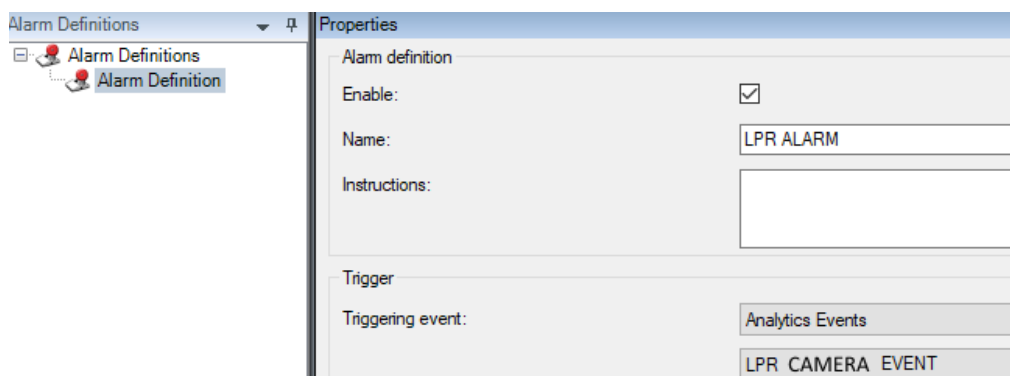 Alarm Definitions
Alarm Definitions
Alarm Definition
Properties
Alarm definition
Enable:
Name:
LPR ALARM
Instructions:
Trigger
Triggering event:
Analytics Events
LPR CAMERA EVENT